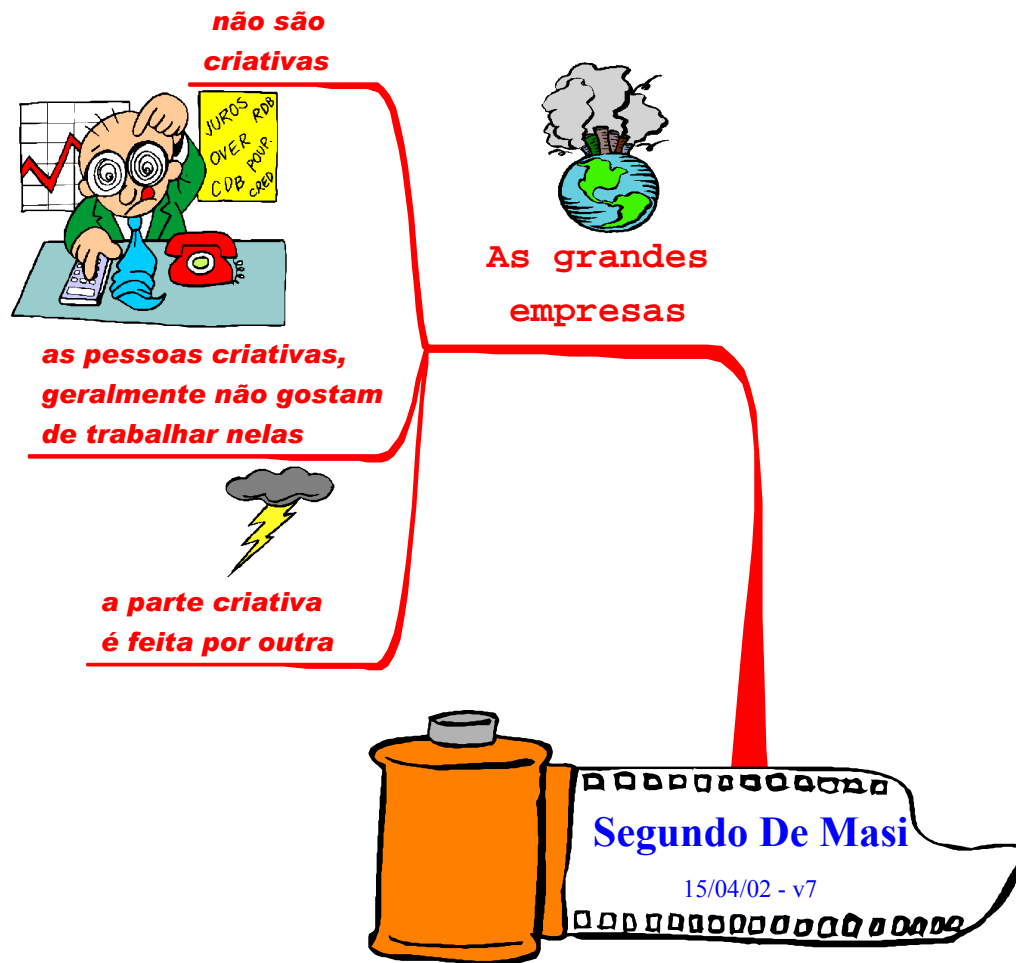 não são
criativas
JUROS RDB
OVER POUP.
CDB CRED
As grandes
empresas
as pessoas criativas,
geralmente não gostam
de trabalhar nelas
a parte criativa
é feita por outra
Segundo De Masi
15/04/02 - v7